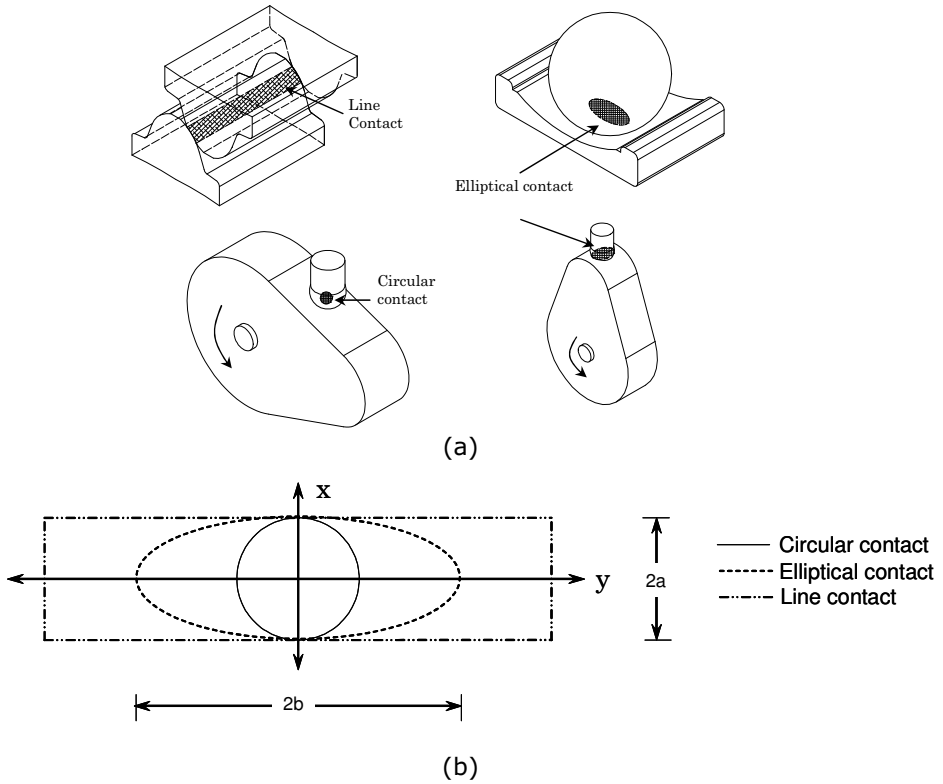 Line
Contact
Elliptical contact
Circular
contact
(a)
x
y
2a
2b
Circular contact
Elliptical contact
Line contact
(b)